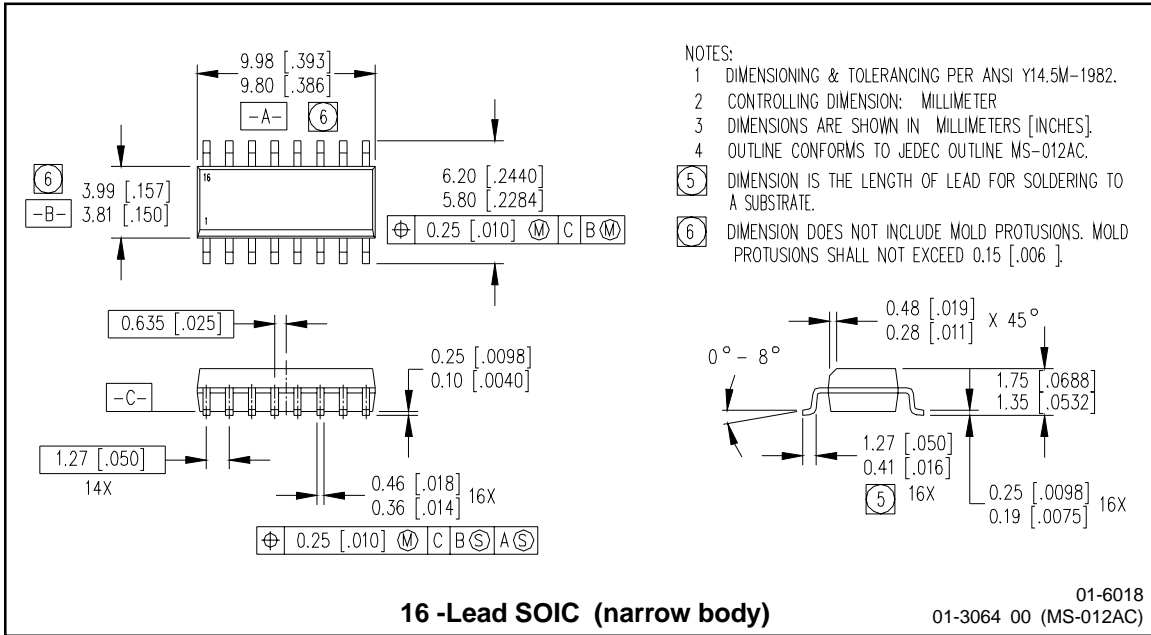 9.98 [.393]
9.80 [.386]
-A- 6
6
3.99 [.157]
3.81 [.150]
-B-
16
1
6.20 [.2440]
5.80 [.2284]
⌖ 0.25 [.010] Ⓜ C B Ⓜ
NOTES:
1 DIMENSIONING & TOLERANCING PER ANSI Y14.5M-1982.
2 CONTROLLING DIMENSION: MILLIMETER
3 DIMENSIONS ARE SHOWN IN MILLIMETERS [INCHES].
4 OUTLINE CONFORMS TO JEDEC OUTLINE MS-012AC.
5 DIMENSION IS THE LENGTH OF LEAD FOR SOLDERING TO
A SUBSTRATE.
6 DIMENSION DOES NOT INCLUDE MOLD PROTUSIONS. MOLD
PROTUSIONS SHALL NOT EXCEED 0.15 [.006 ].
0.635 [.025]
0.25 [.0098]
0.10 [.0040]
-C-
1.27 [.050]
14X
0.46 [.018]
0.36 [.014] 16X
⌖ 0.25 [.010] Ⓜ C B Ⓢ A Ⓢ
0.48 [.019]
0.28 [.011] X 45°
0° - 8°
1.75 [.0688]
1.35 [.0532]
1.27 [.050]
0.41 [.016]
5 16X
0.25 [.0098]
0.19 [.0075] 16X
16 -Lead SOIC (narrow body)
01-6018
01-3064 00 (MS-012AC)